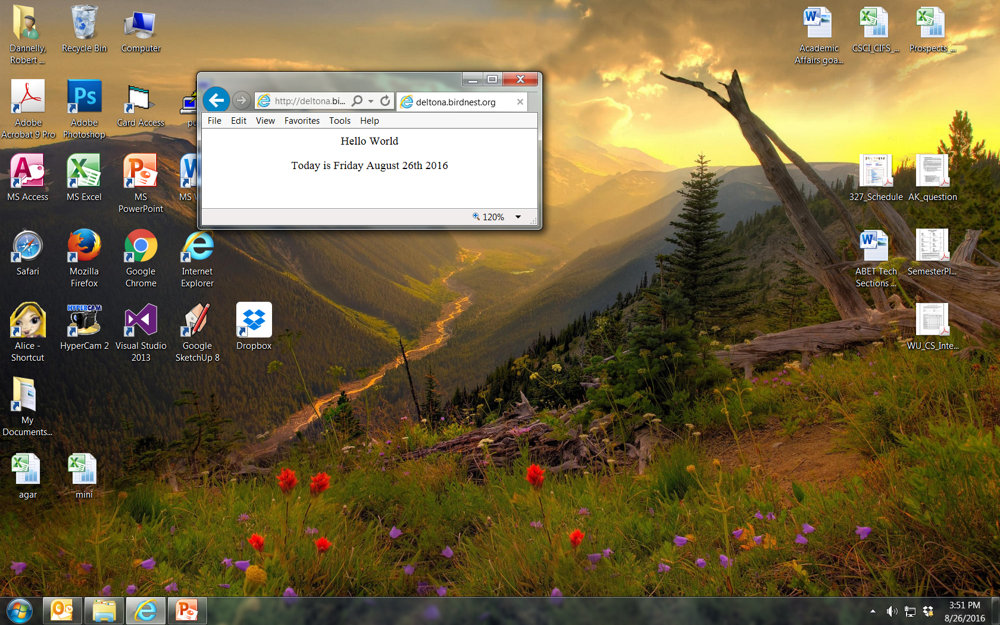 Dannelly,
Robert ...
Recycle Bin
Computer
Academic
Affairs goa...
CSCI_CIFS_...
Prospects_...
Adobe
Acrobat 9 Pro
Ps
Adobe
Photoshop
Card Access
pu
http://deltona.bi...
deltona.birdnest.org
File
Edit
View
Favorites
Tools
Help
Hello World
Today is Friday August 26th 2016
120%
MS Access
MS Excel
MS
PowerPoint
MS
327_Schedule
AK_question
Safari
Mozilla
Firefox
Google
Chrome
Internet
Explorer
ABET Tech
Sections ...
SemesterPl...
HYPERCAM
Alice -
Shortcut
HyperCam 2
Visual Studio
2013
Google
SketchUp 8
Dropbox
WU_CS_Inte...
My
Documents...
agar
mini
3:51 PM
8/26/2016